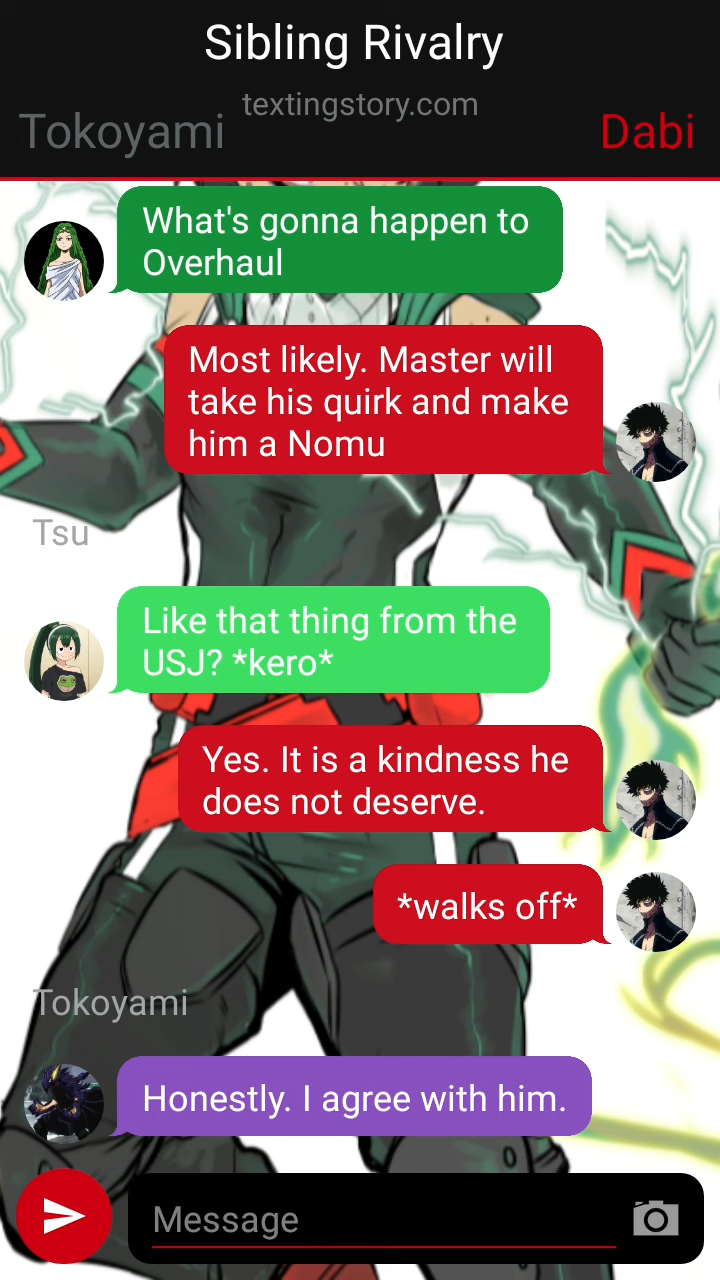 Sibling Rivalry
textingstory.com
Tokoyami
Dabi
What's gonna happen to
Overhaul
Most likely. Master will
take his quirk and make
him a Nomu
Tsu
Like that thing from the
USJ? *kero*
Yes. It is a kindness he
does not deserve.
*walks off*
Tokoyami
Honestly. I agree with him.
Message